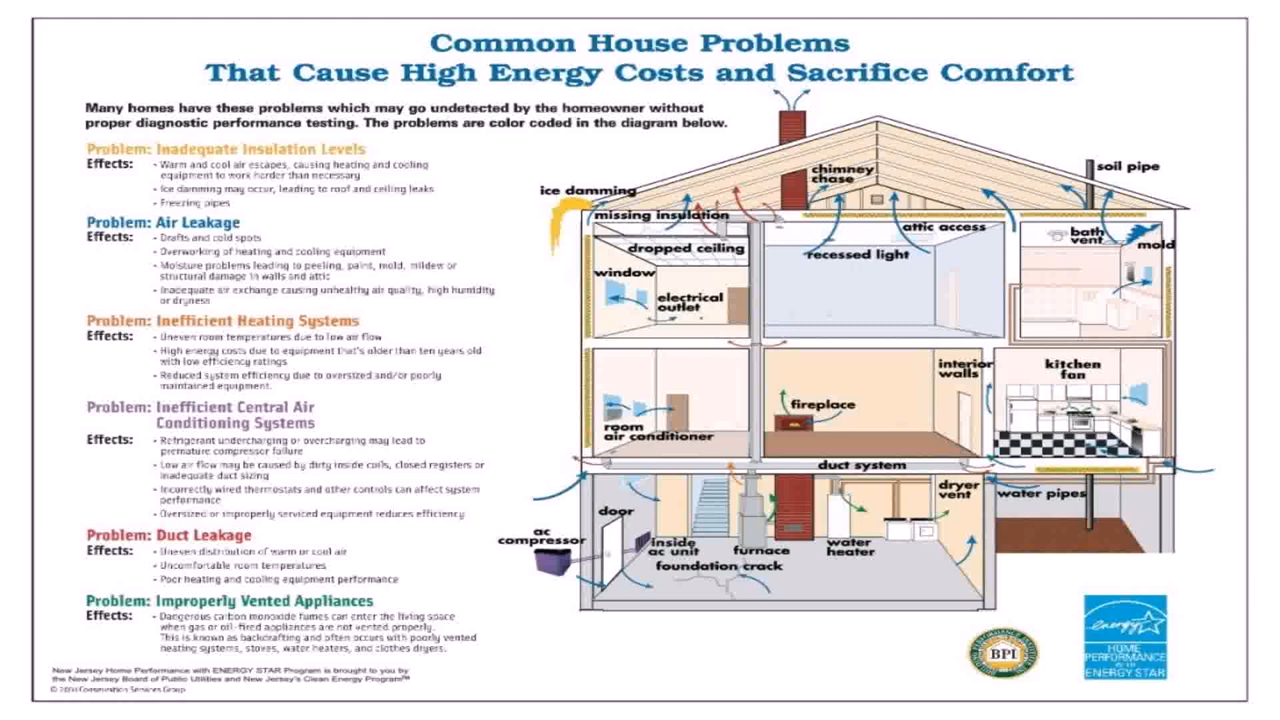 Common House Problems
That Cause High Energy Costs and Sacrifice Comfort
Many homes have these problems which may go undetected by the homeowner without
proper diagnostic performance testing. The problems are color coded in the diagram below.
Problem: Inadequate Insulation Levels
Effects: - Warm and cool air escapes, causing heating and cooling
equipment to work harder than necessary
- Ice damming may occur, leading to roof and ceiling leaks
- Freezing pipes
Problem: Air Leakage
Effects: - Drafts and cold spots
- Overworking of heating and cooling equipment
- Moisture problems leading to peeling, paint, mold, mildew or
structural damage in walls and attic
- Inadequate air exchange causing unhealthy air quality, high humidity
or dryness
Problem: Inefficient Heating Systems
Effects: - Uneven room temperatures due to low air flow
- High energy costs due to equipment that's older than ten years old
with low efficiency ratings
- Reduced system efficiency due to oversized and/or poorly
maintained equipment.
Problem: Inefficient Central Air
Conditioning Systems
Effects: - Refrigerant undercharging or overcharging may lead to
premature compressor failure
- Low air flow may be caused by dirty inside coils, closed registers or
inadequate duct sizing
- Incorrectly wired thermostats and other controls can affect system
performance
- Oversized or improperly serviced equipment reduces efficiency
Problem: Duct Leakage
Effects: - Uneven distribution of warm or cool air
- Uncomfortable room temperatures
- Poor heating and cooling equipment performance
Problem: Improperly Vented Appliances
Effects: - Dangerous carbon monoxide fumes can enter the living space
when gas or oil-fired appliances are not vented properly.
This is known as backdrafting and often occurs with poorly vented
heating systems, stoves, water heaters, and clothes dryers.
New Jersey Home Performance with ENERGY STAR Program is brought to you by
the New Jersey Board of Public Utilities and New Jersey's Clean Energy Program™
Conservation Services Group
chimney
chase
soil pipe
ice damming
missing insulation
attic access
bath
vent
mold
dropped ceiling
recessed light
window
electrical
outlet
interior
walls
kitchen
fan
fireplace
room
air conditioner
duct system
dryer
vent
water pipes
door
ac
compressor
inside
ac unit
furnace
water
heater
foundation crack
BPI
energy
HOME
PERFORMANCE
WITH
ENERGY STAR